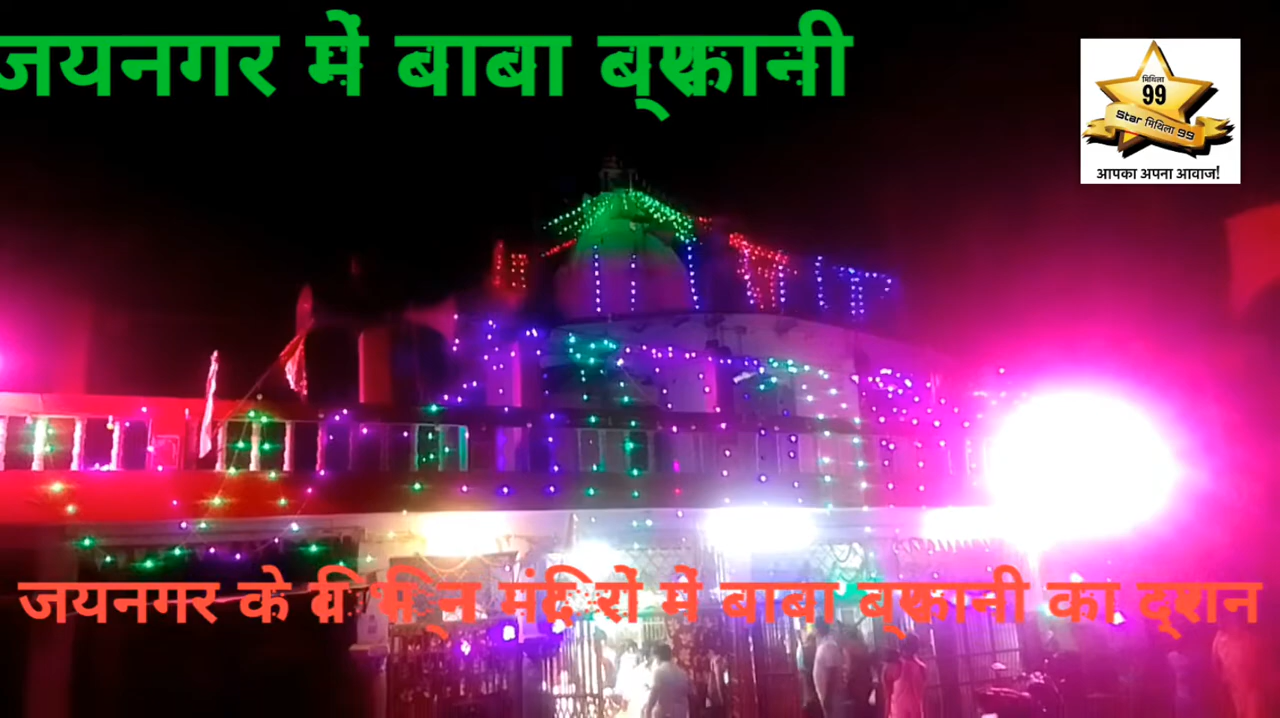 जयनगर में बाबा बर्फानी
मिथिला
99
Star मिथिला 99
आपका अपना आवाज!
जयनगर के विभिन्न मंदिरों में बाबा बर्फानी का दर्शन